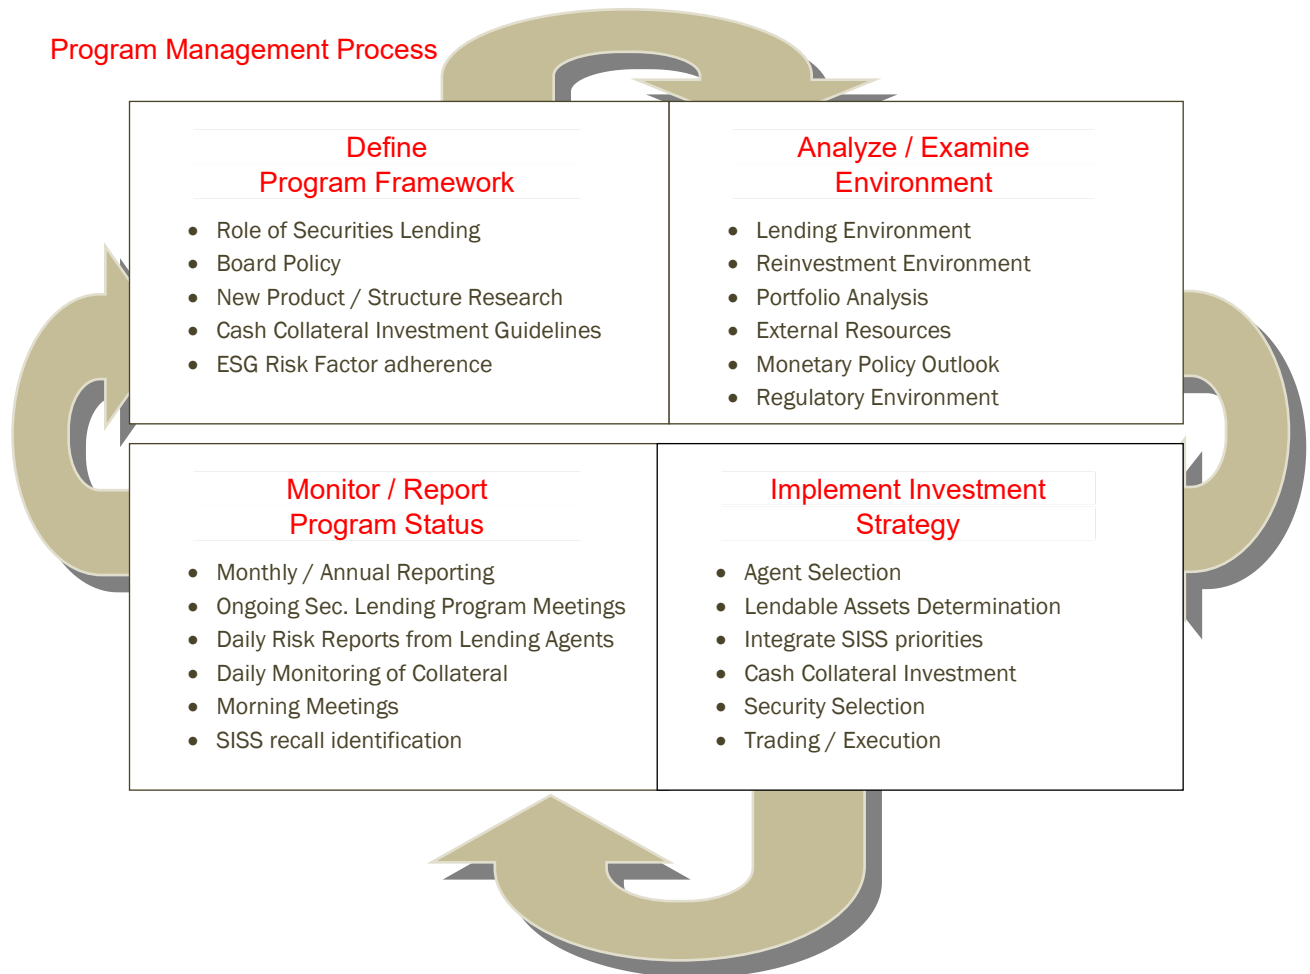 Program Management Process
Define
Program Framework
• Role of Securities Lending
• Board Policy
• New Product / Structure Research
• Cash Collateral Investment Guidelines
• ESG Risk Factor adherence
Analyze / Examine
Environment
• Lending Environment
• Reinvestment Environment
• Portfolio Analysis
• External Resources
• Monetary Policy Outlook
• Regulatory Environment
Monitor / Report
Program Status
• Monthly / Annual Reporting
• Ongoing Sec. Lending Program Meetings
• Daily Risk Reports from Lending Agents
• Daily Monitoring of Collateral
• Morning Meetings
• SISS recall identification
Implement Investment
Strategy
• Agent Selection
• Lendable Assets Determination
• Integrate SISS priorities
• Cash Collateral Investment
• Security Selection
• Trading / Execution